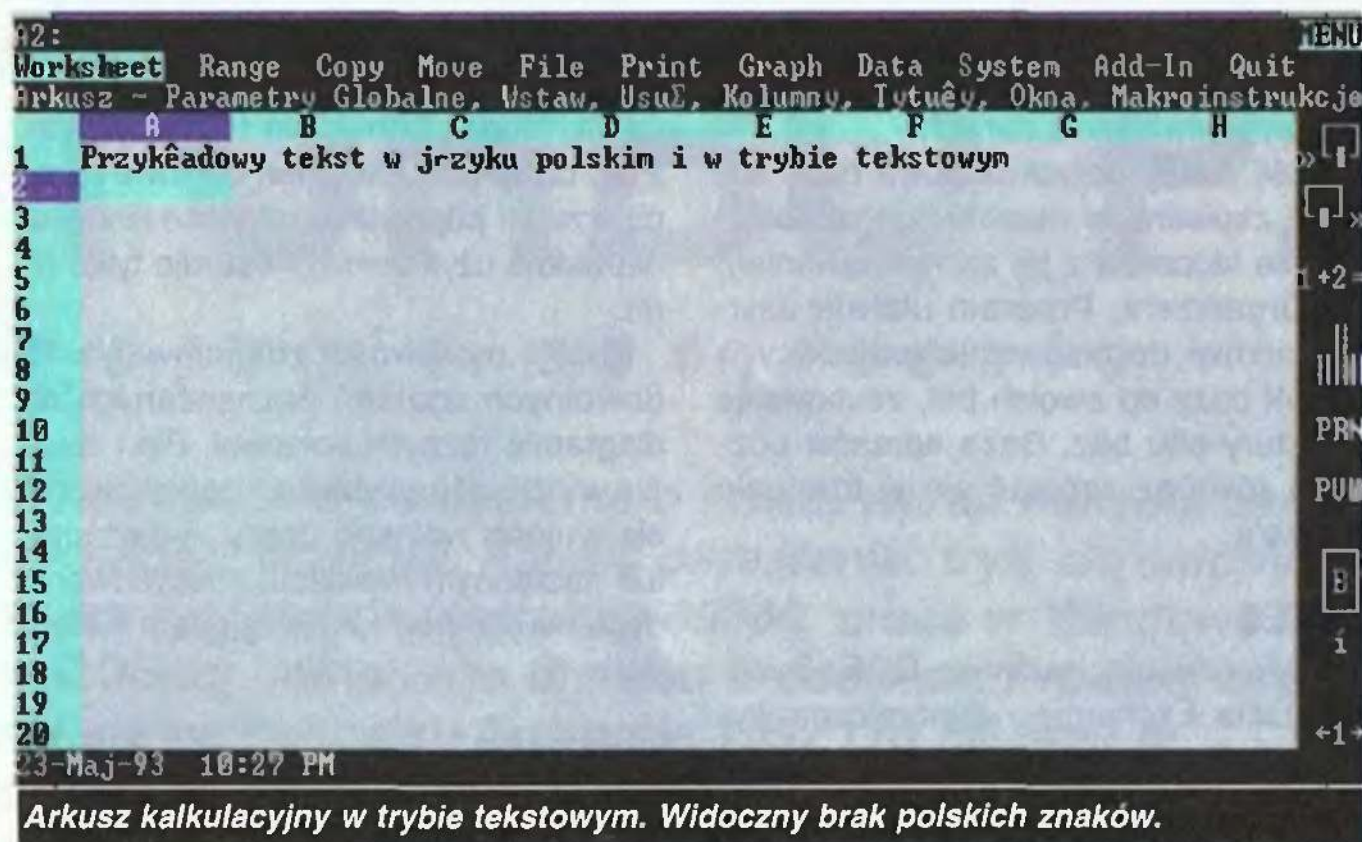 A2: MENU
Worksheet Range Copy Move File Print Graph Data System Add-In Quit
Arkusz - Parametry Globalne, Wstaw, UsuΣ, Kolumny, Tytuêy, Okna, Makroinstrukcje
A B C D E F G H
1 Przykêadowy tekst w jrzyku polskim i w trybie tekstowym
2
3
4
5 +2=
6
7
8
9
10 PRN
11
12
13
14
15 B
16
17 i
18
19
20 ←1→
23-Maj-93 10:27 PM
Arkusz kalkulacyjny w trybie tekstowym. Widoczny brak polskich znaków.